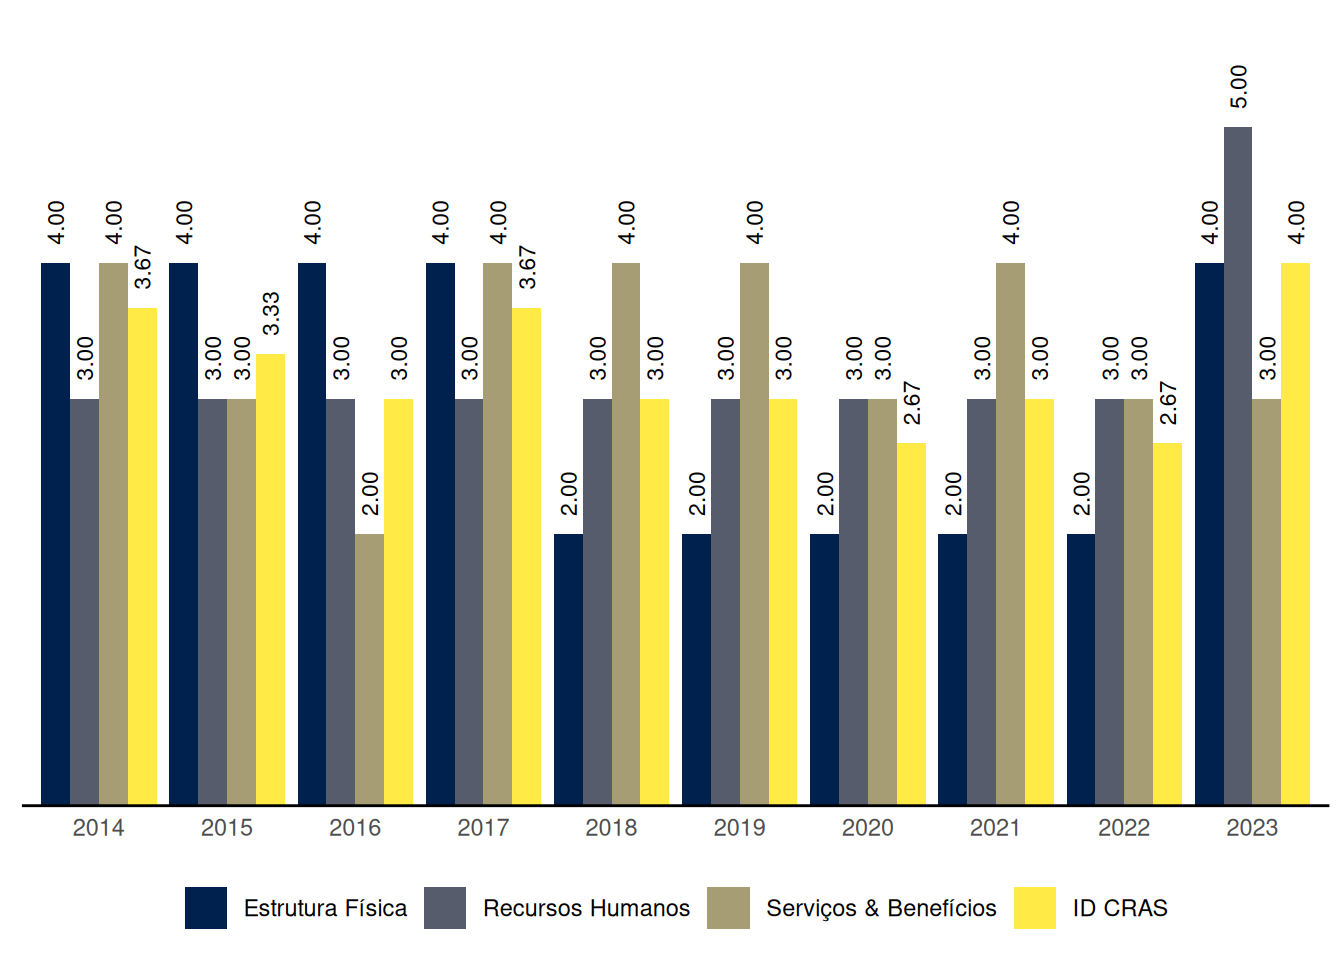 5.00
4.00 4.00 4.00 4.00 4.00 4.00 4.00 4.00 4.00 4.00 4.00
3.67 3.67
3.33
3.00 3.00 3.00 3.00 3.00 3.00 3.00 3.00 3.00 3.00 3.00 3.00 3.00 3.00 3.00 3.00 3.00 3.00
2.67 2.67
2.00 2.00 2.00 2.00 2.00 2.00
2014 2015 2016 2017 2018 2019 2020 2021 2022 2023
Estrutura Física Recursos Humanos Serviços & Benefícios ID CRAS